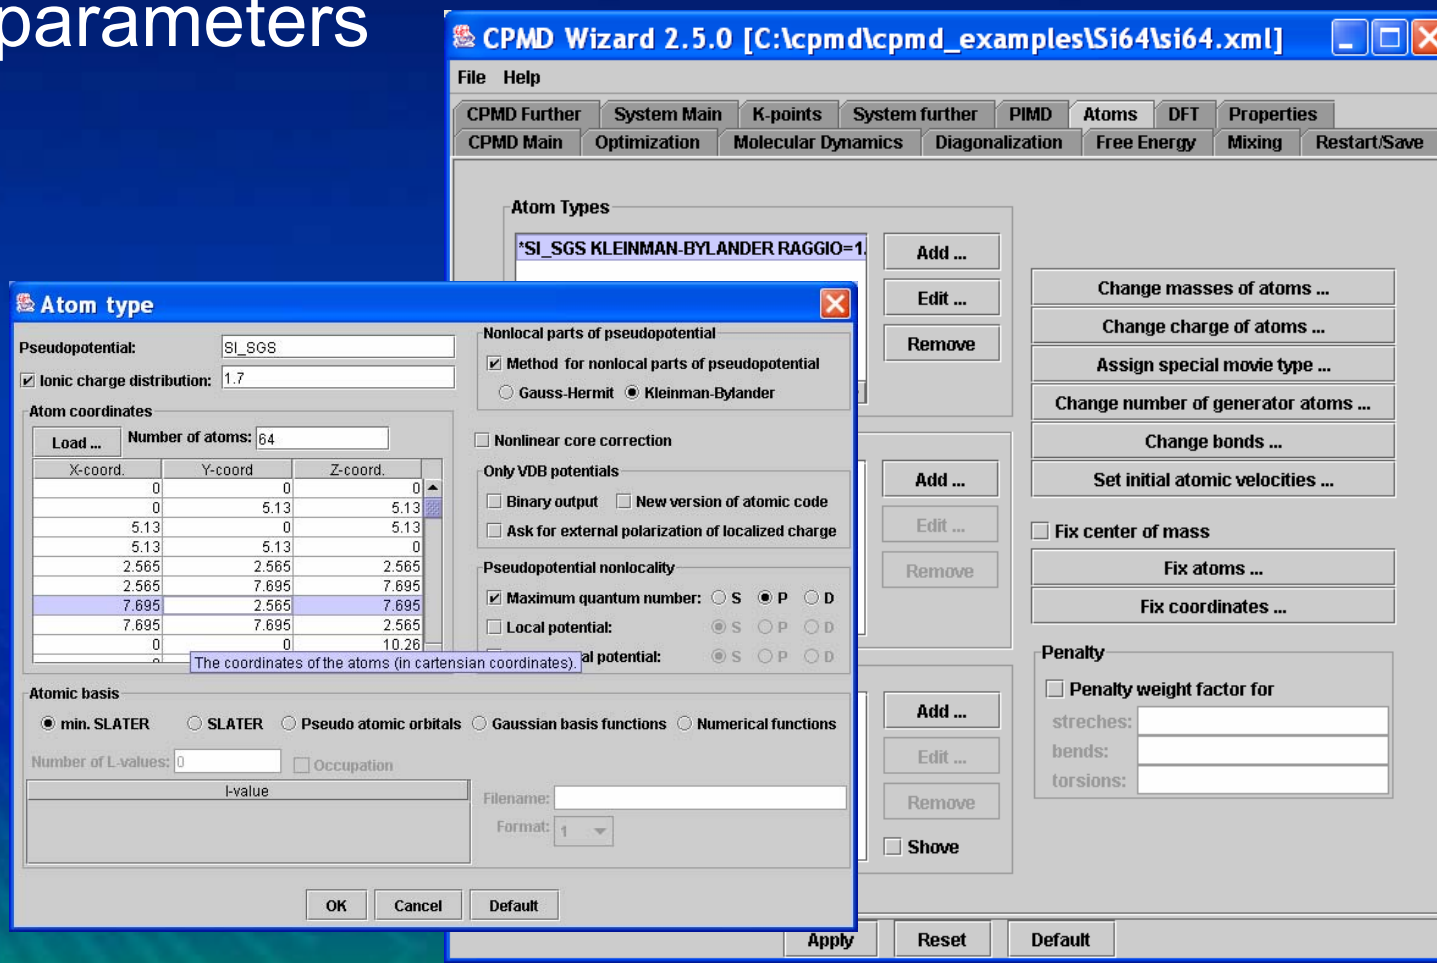 parameters
CPMD Wizard 2.5.0 [C:\cpmd\cpmd_examples\Si64\si64.xml]
File Help
CPMD Further System Main K-points System further PIMD Atoms DFT Properties
CPMD Main Optimization Molecular Dynamics Diagonalization Free Energy Mixing Restart/Save
Atom Types
*SI_SGS KLEINMAN-BYLANDER RAGGIO=1.
Add ...
Edit ...
Remove
Add ...
Edit ...
Remove
Add ...
Edit ...
Remove
Shove
Change masses of atoms ...
Change charge of atoms ...
Assign special movie type ...
Change number of generator atoms ...
Change bonds ...
Set initial atomic velocities ...
Fix center of mass
Fix atoms ...
Fix coordinates ...
Penalty
Penalty weight factor for
streches:
bends:
torsions:
Apply Reset Default
Atom type
Pseudopotential: SI_SGS
Ionic charge distribution: 1.7
Atom coordinates
Load ... Number of atoms: 64
X-coord. Y-coord Z-coord.
0 0 0
0 5.13 5.13
5.13 0 5.13
5.13 5.13 0
2.565 2.565 2.565
2.565 7.695 7.695
7.695 2.565 7.695
7.695 7.695 2.565
0 0 10.26
The coordinates of the atoms (in cartensian coordinates).
Nonlocal parts of pseudopotential
Method for nonlocal parts of pseudopotential
Gauss-Hermit Kleinman-Bylander
Nonlinear core correction
Only VDB potentials
Binary output New version of atomic code
Ask for external polarization of localized charge
Pseudopotential nonlocality
Maximum quantum number: S P D
Local potential: S P D
al potential: S P D
Atomic basis
min. SLATER SLATER Pseudo atomic orbitals Gaussian basis functions Numerical functions
Number of L-values: 0 Occupation
l-value
Filename:
Format: 1
OK Cancel Default